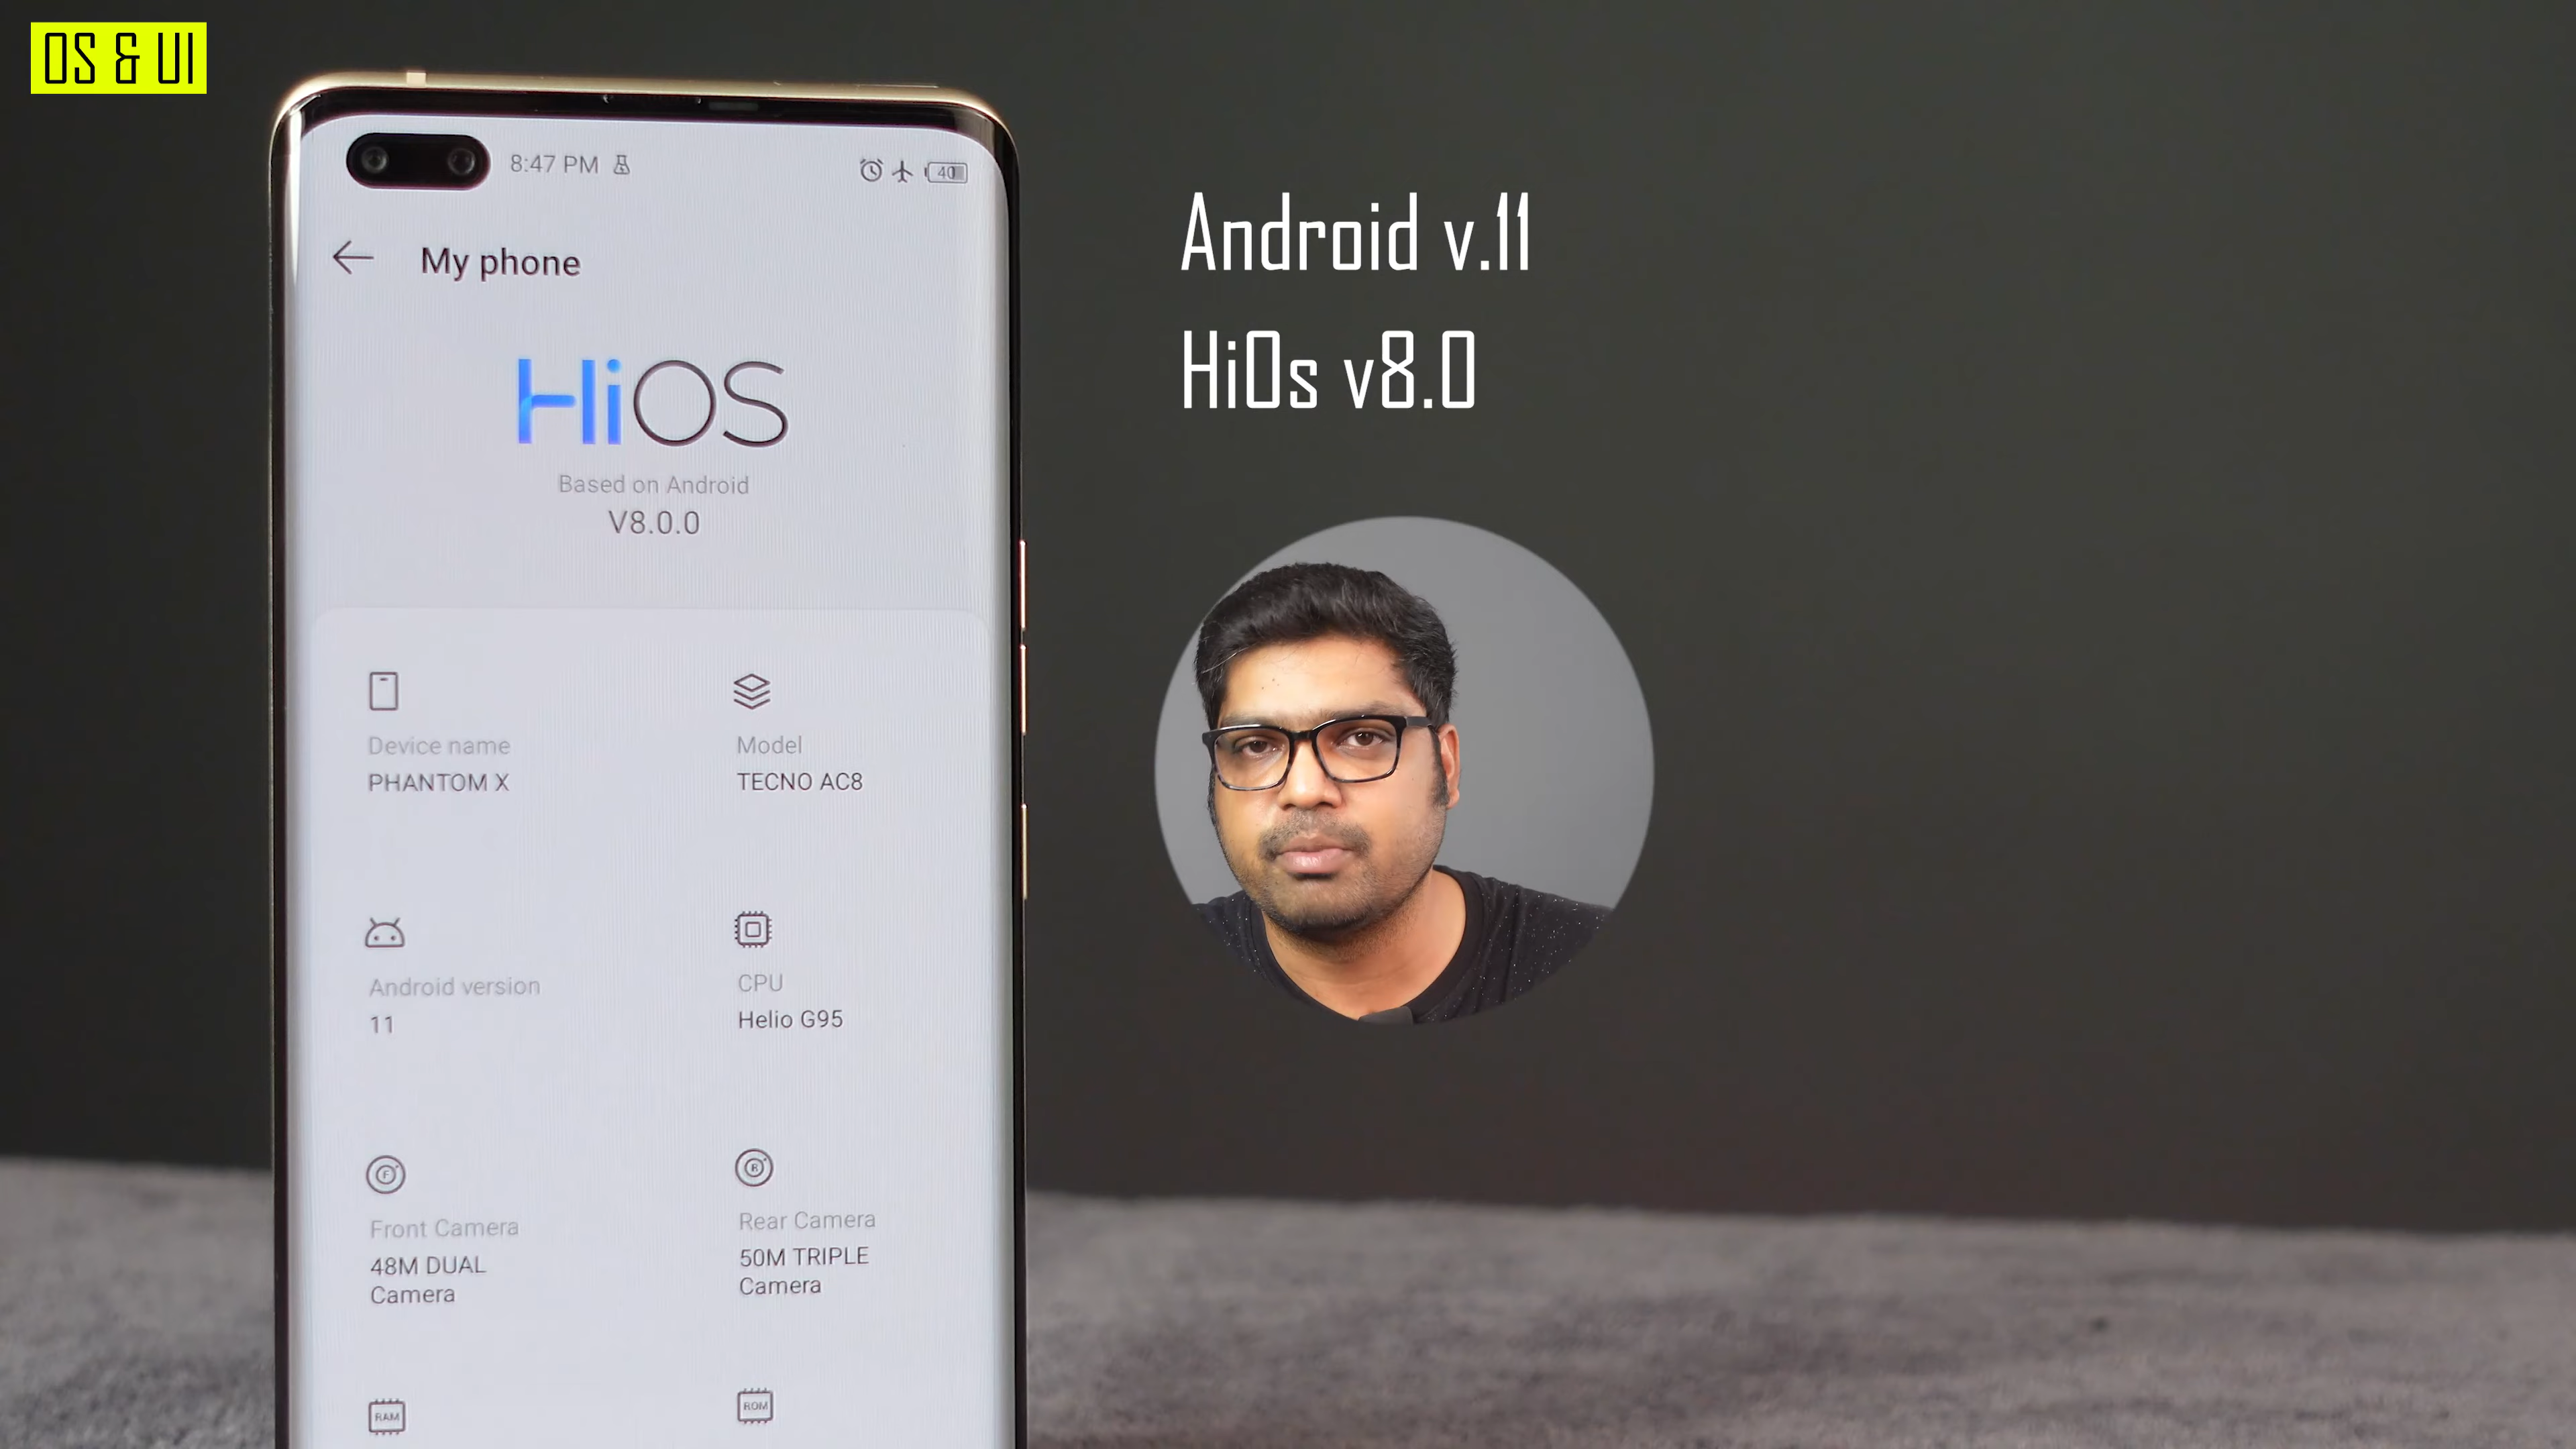 OS & UI
8:47 PM
40
My phone
HiOS
Based on Android
V8.0.0
Device name
PHANTOM X
Model
TECNO AC8
Android version
11
CPU
Helio G95
Front Camera
48M DUAL
Camera
Rear Camera
50M TRIPLE
Camera
RAM
ROM
Android v.11
HiOs v8.0